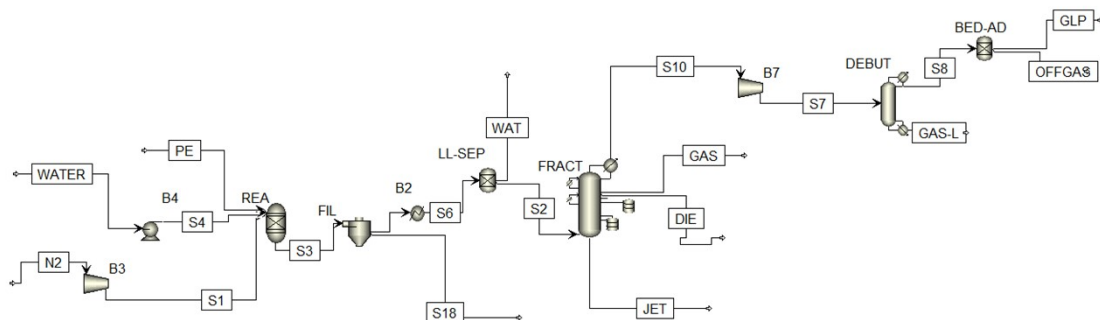 GLP
BED-AD
S10
DEBUT
S8
B7
OFFGAS
S7
WAT
GAS-L
PE
LL-SEP
GAS
FRACT
WATER
B4
REA
FIL
B2
S6
S4
S2
DIE
S3
N2
B3
S1
S18
JET